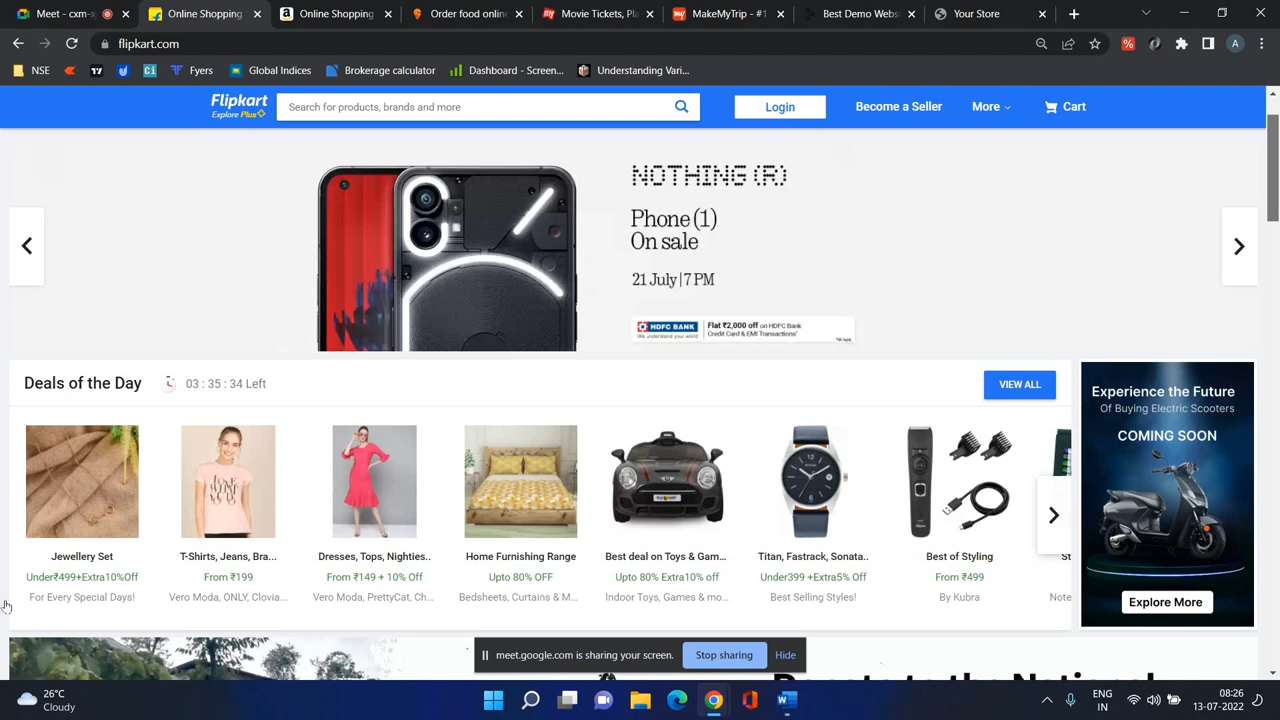 Meet - cxm-x
Online Shopping
Online Shopping
Order food onlin
Movie Tickets, Pla
MakeMyTrip - #1
Best Demo Webs
Your Store
flipkart.com
A
NSE
Fyers
Global Indices
Brokerage calculator
Dashboard - Screen...
Understanding Vari...
Flipkart
Explore Plus
Search for products, brands and more
Login
Become a Seller
More
Cart
NOTHING (R)
Phone (1)
On sale
21 July | 7 PM
HDFC BANK
We understand your world
Flat ₹2,000 off on HDFC Bank
Credit Card & EMI Transactions*
*T&C Apply
Deals of the Day
03 : 35 : 34 Left
VIEW ALL
Jewellery Set
Under₹499+Extra10%Off
For Every Special Days!
T-Shirts, Jeans, Bra...
From ₹199
Vero Moda, ONLY, Clovia...
Dresses, Tops, Nighties..
From ₹149 + 10% Off
Vero Moda, PrettyCat, Ch...
Home Furnishing Range
Upto 80% OFF
Bedsheets, Curtains & M...
Best deal on Toys & Gam...
Upto 80% Extra10% off
Indoor Toys, Games & mo...
Titan, Fastrack, Sonata..
Under399 +Extra5% Off
Best Selling Styles!
Best of Styling
From ₹499
By Kubra
St
Note
Experience the Future
Of Buying Electric Scooters
COMING SOON
Explore More
meet.google.com is sharing your screen.
Stop sharing
Hide
26°C
Cloudy
ENG
IN
08:26
13-07-2022